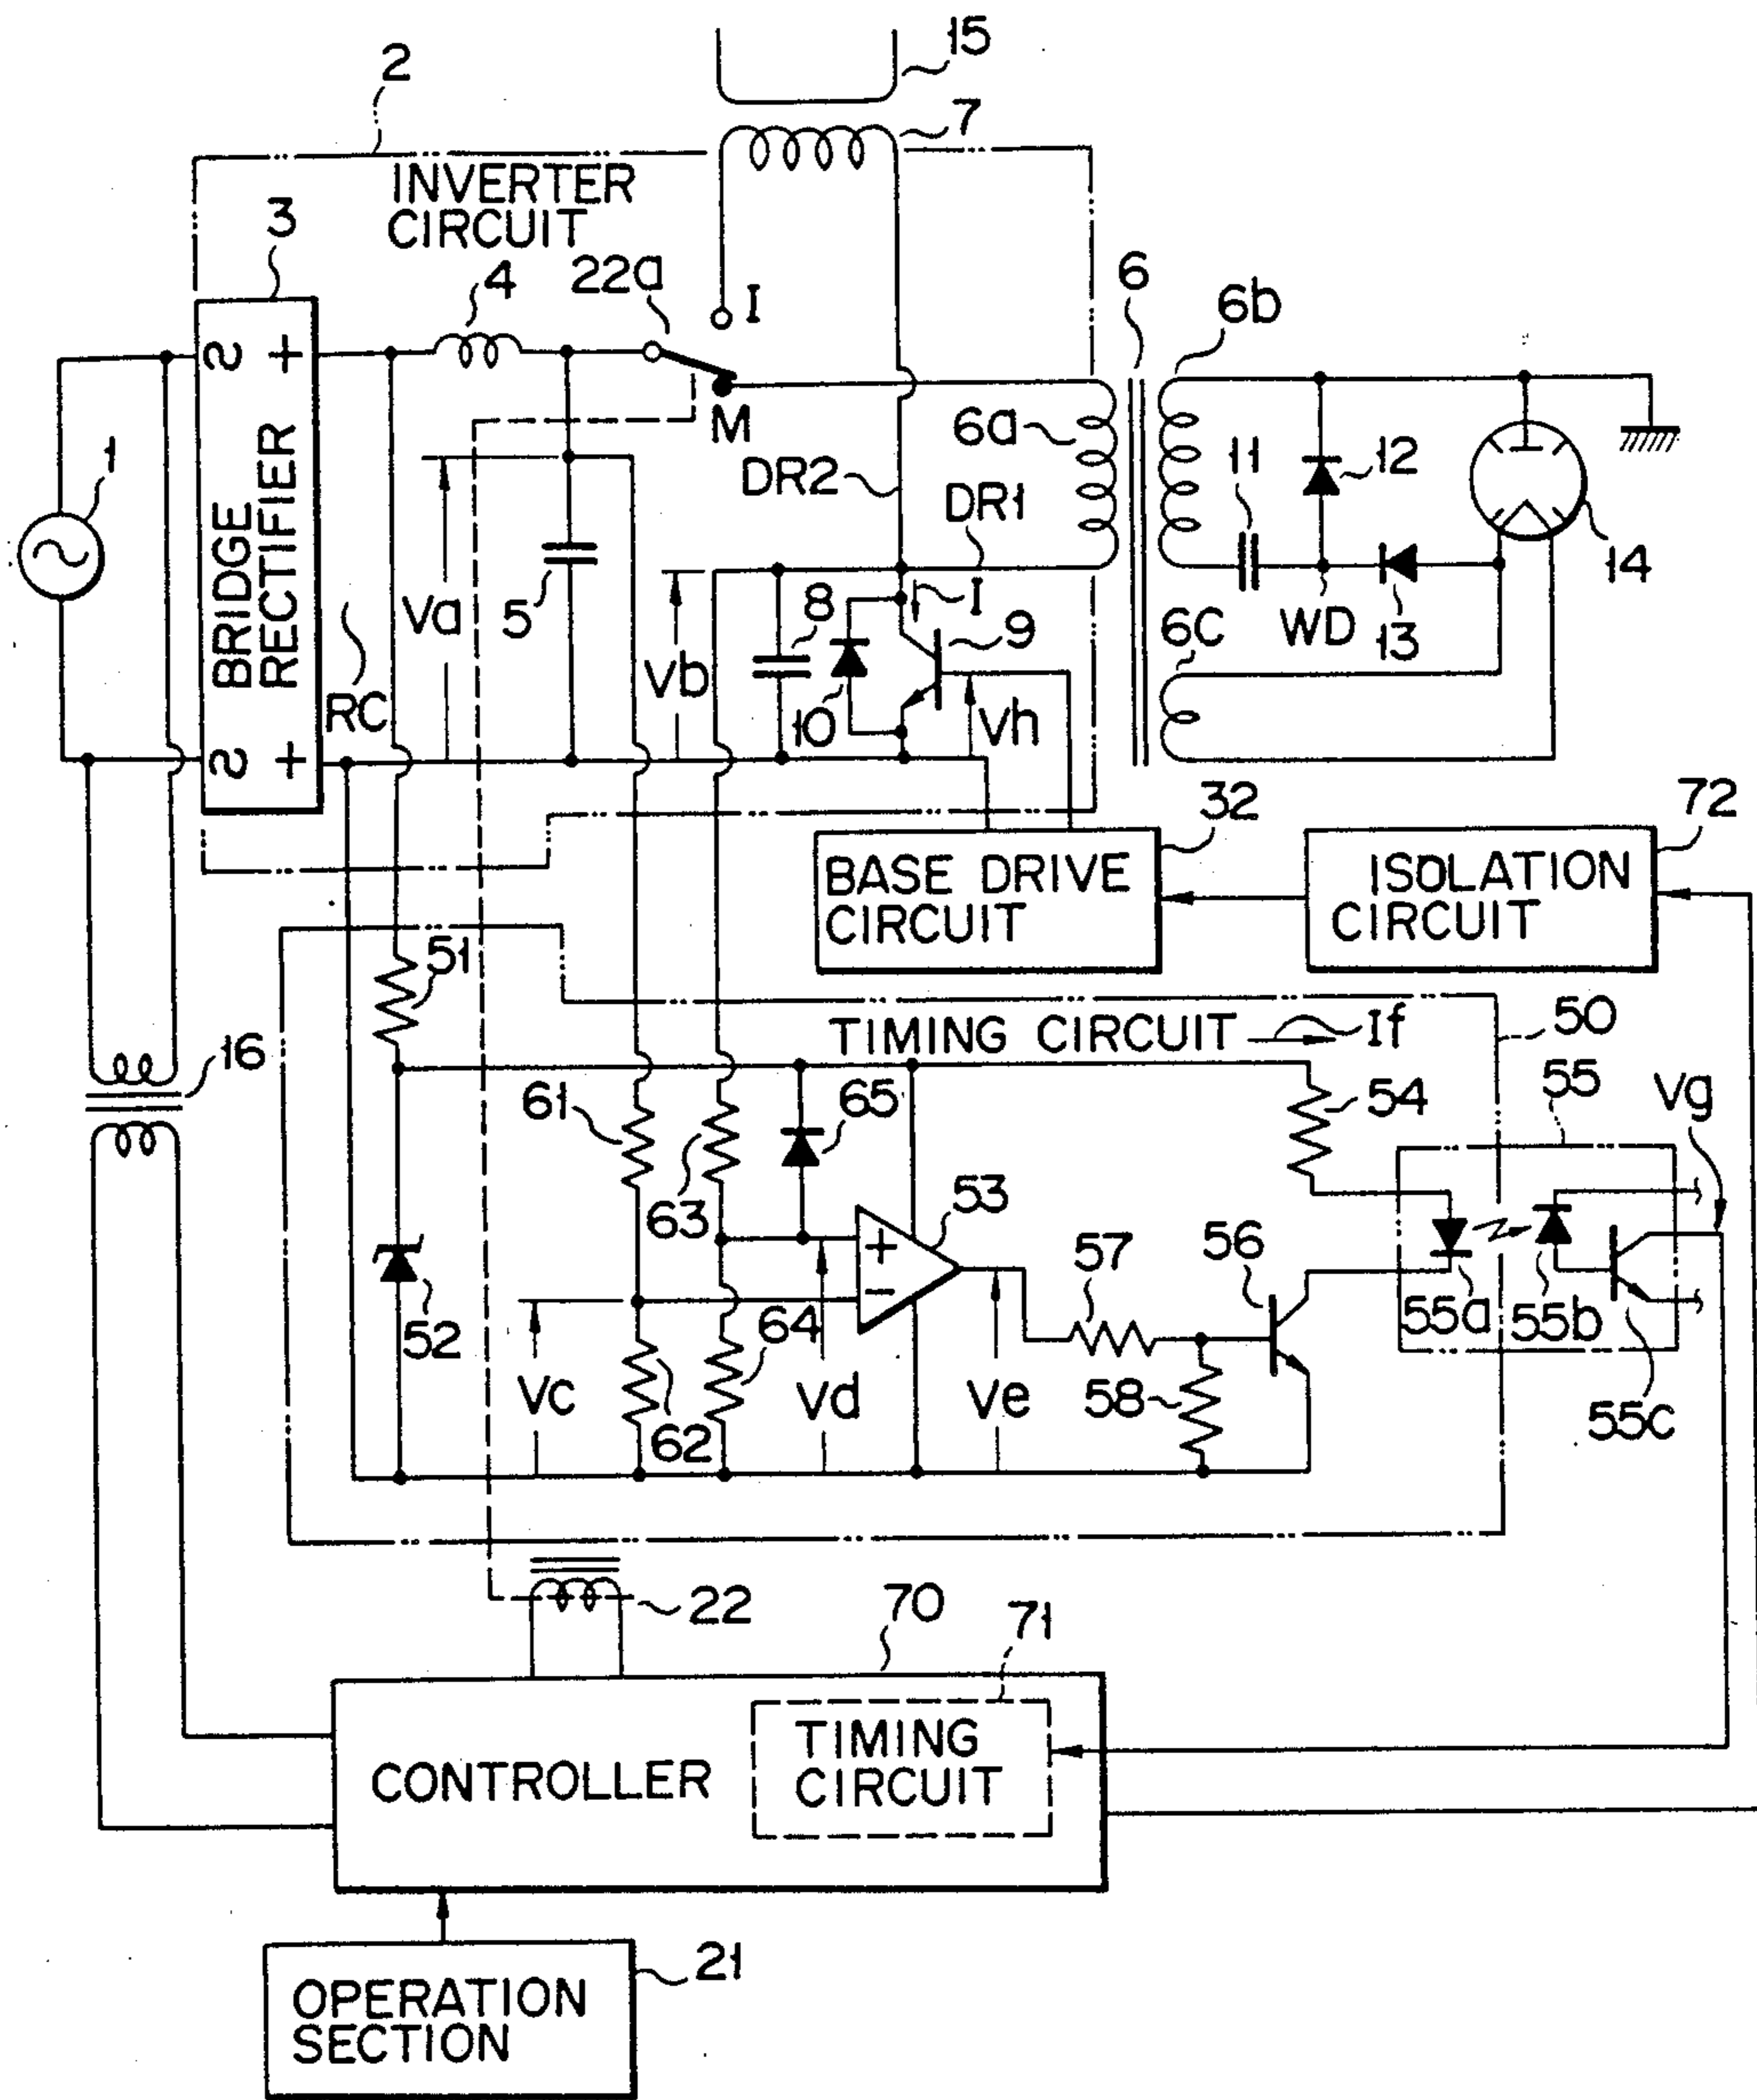 15
2
7
INVERTER
CIRCUIT
3
22a
4
I
6
6b
2 +
M
6a
1
BRIDGE
RECTIFIER
11
12
DR2
DR1
14
Va
5
8
I
9
6C
WD
13
Vb
RC
10
Vh
2 +
32
72
BASE DRIVE
CIRCUIT
ISOLATION
CIRCUIT
51
TIMING CIRCUIT
If
50
16
61
65
54
55
Vg
63
53
+
57
56
−
52
64
55a
55b
Vc
Vd
Ve
58
62
55c
22
70
71
TIMING
CIRCUIT
CONTROLLER
21
OPERATION
SECTION